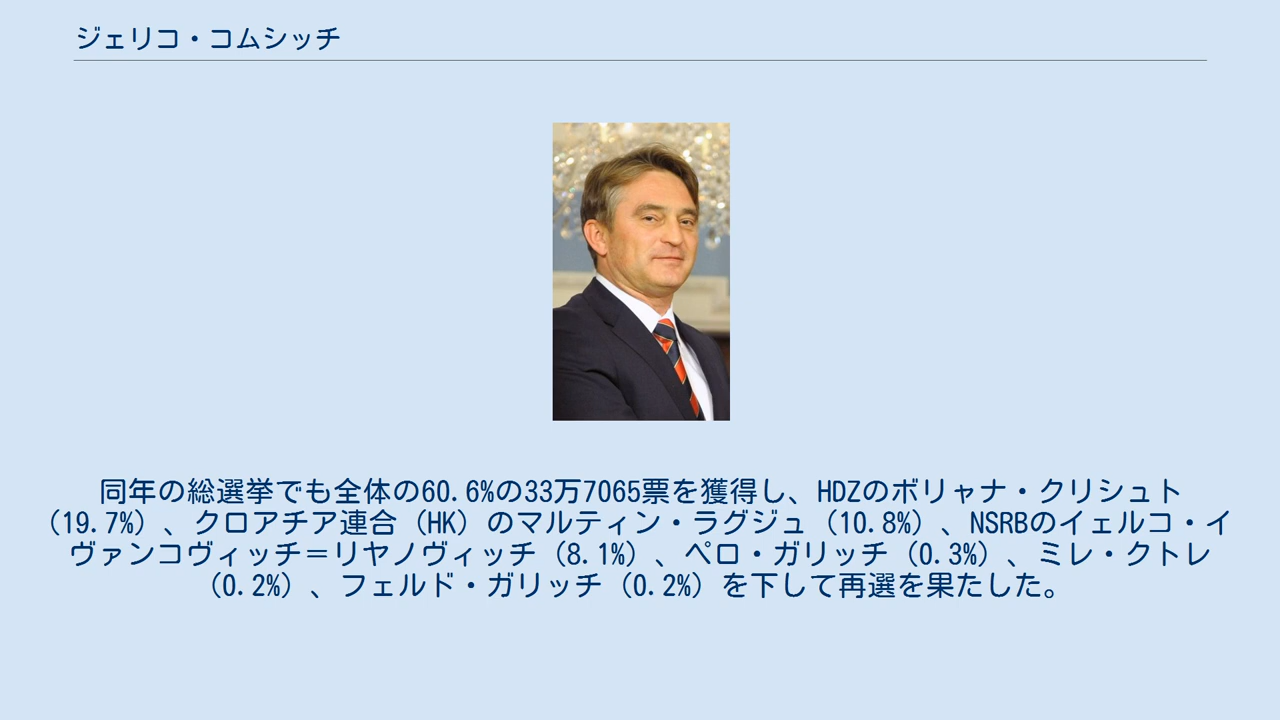 ジェリコ・コムシッチ
同年の総選挙でも全体の60.6%の33万7065票を獲得し、HDZのボリャナ・クリシュト
（19.7%）、クロアチア連合（HK）のマルティン・ラグジュ（10.8%）、NSRBのイェルコ・イ
ヴァンコヴィッチ＝リヤノヴィッチ（8.1%）、ペロ・ガリッチ（0.3%）、ミレ・クトレ
（0.2%）、フェルド・ガリッチ（0.2%）を下して再選を果たした。